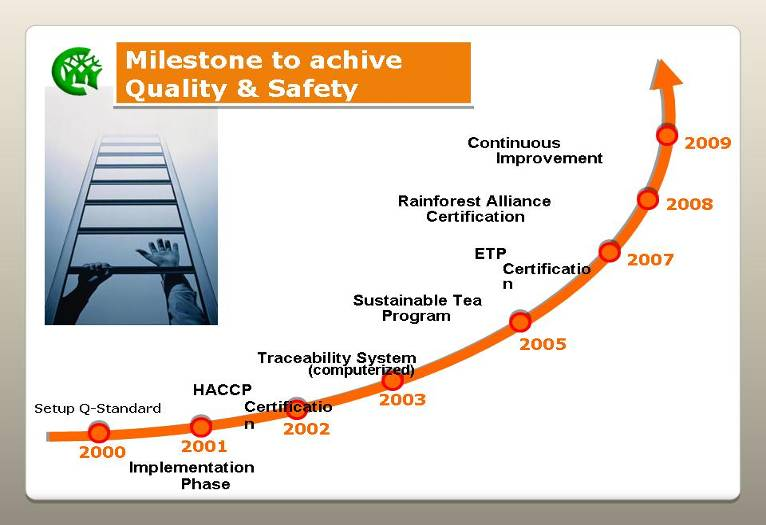 Milestone to achive
Quality & Safety
Continuous
Improvement
2009
Rainforest Alliance
Certification
2008
ETP
Certificatio
n
2007
Sustainable Tea
Program
2005
Traceability System
(computerized)
2003
HACCP
Certificatio
n
2002
Setup Q-Standard
2000
2001
Implementation
Phase